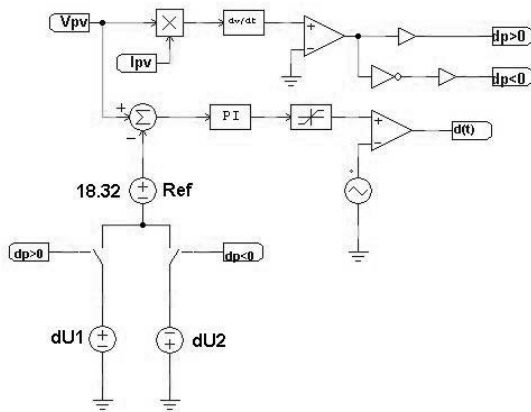 Vpv
dv/dt
dp>0
Ipv
dp<0
PI
d(t)
18.32 Ref
dp>0
dp<0
dU1
dU2